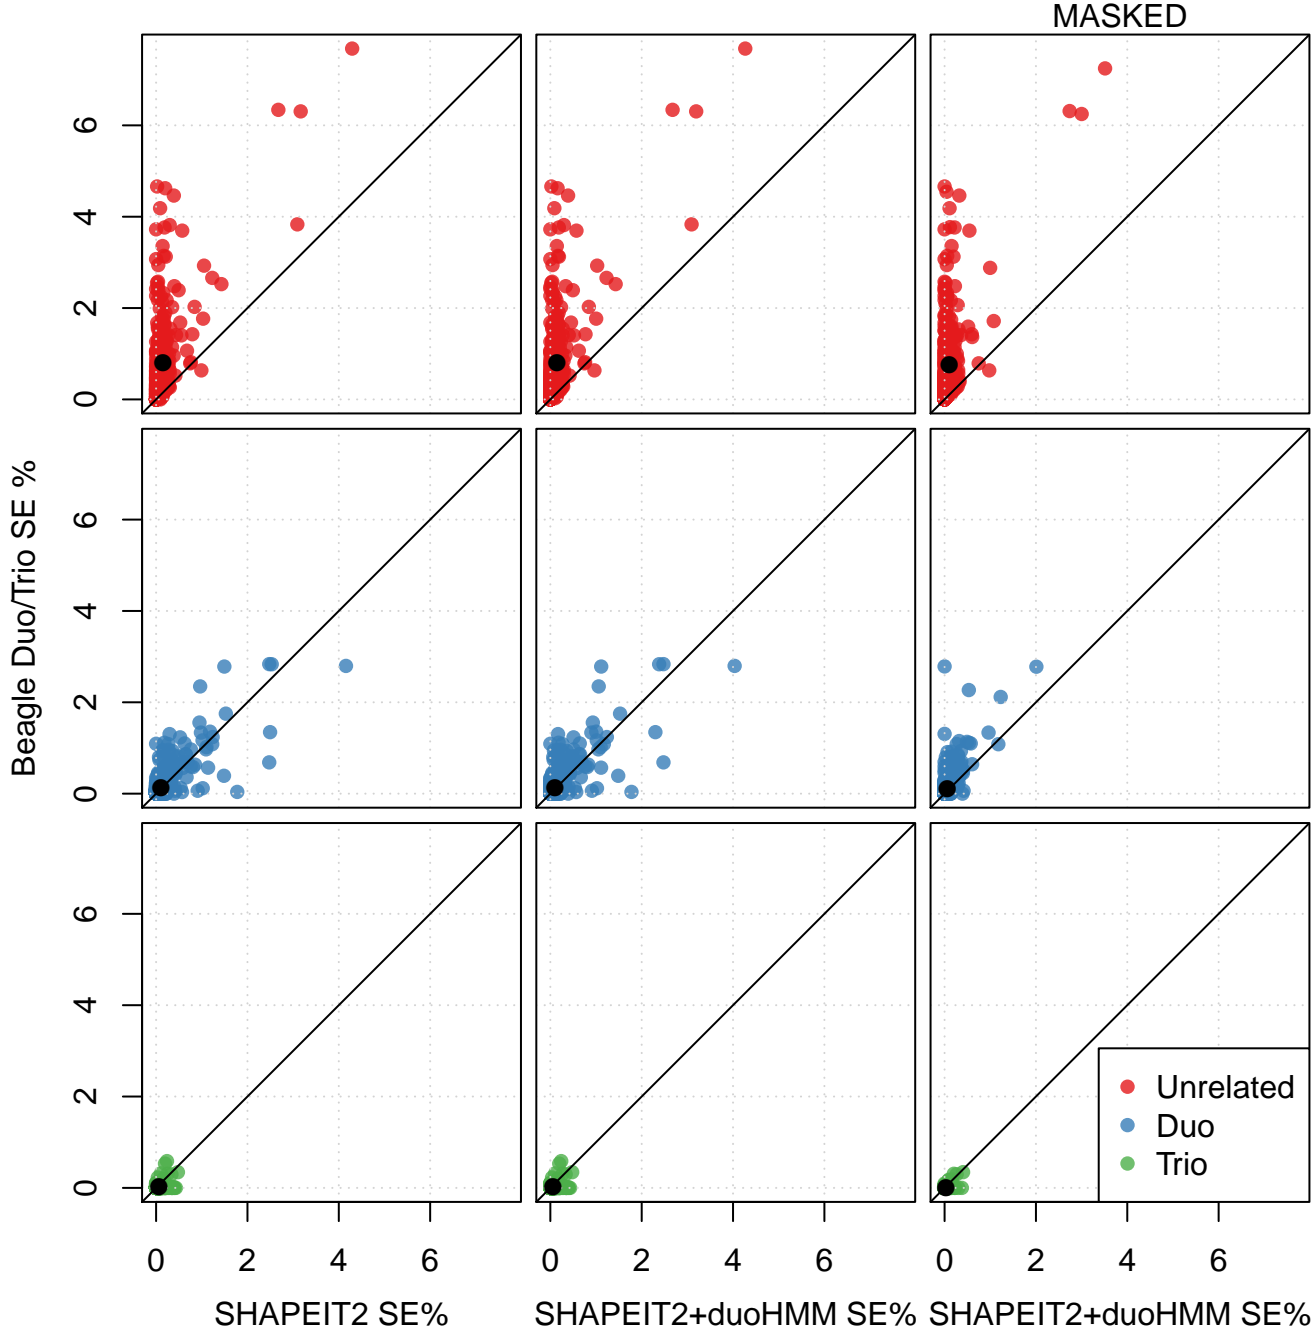 MASKED
6
4
2
0
Beagle Duo/Trio SE %
6
4
2
0
6
4
2
0
Unrelated
Duo
Trio
0 2 4 6 0 2 4 6 0 2 4 6
SHAPEIT2 SE% SHAPEIT2+duoHMM SE% SHAPEIT2+duoHMM SE%